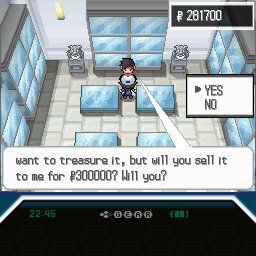 ₽ 281700
YES
NO
want to treasure it, but will you sell it
to me for ₽300000? Will you?
22:45
C GEAR